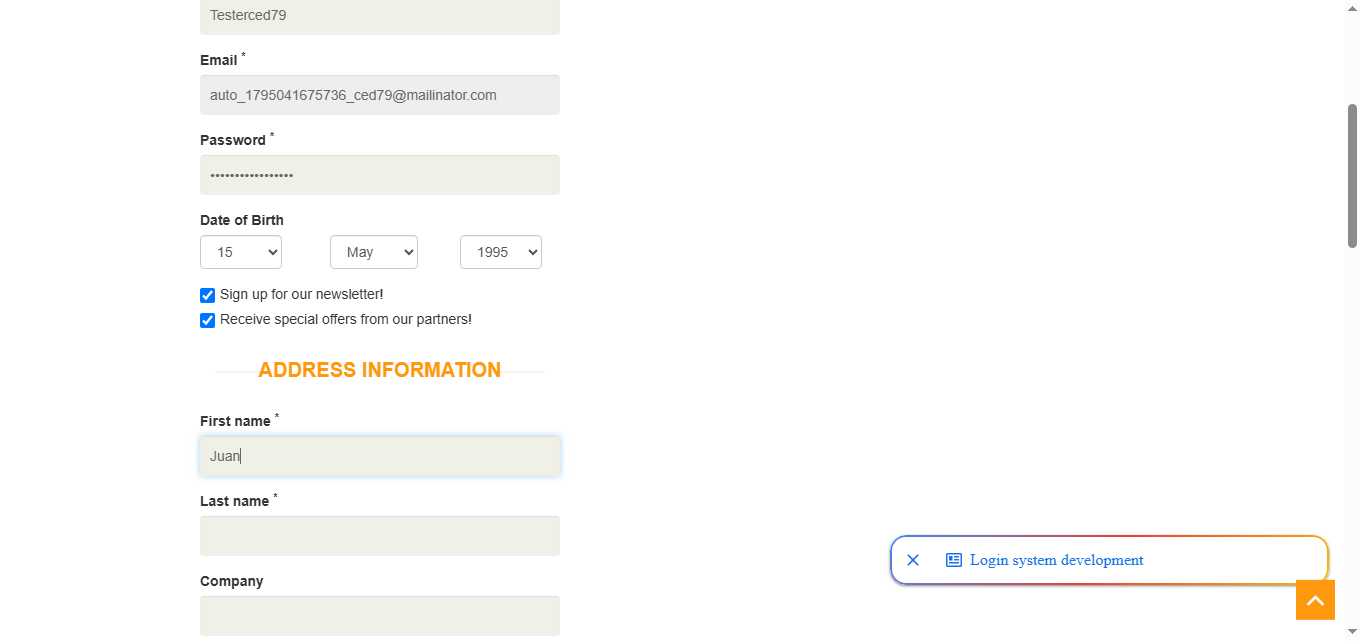 Testerced79
Email *
auto_1795041675736_ced79@mailinator.com
Password *
•••••••••••••••••
Date of Birth
15 May 1995
Sign up for our newsletter!
Receive special offers from our partners!
ADDRESS INFORMATION
First name *
Juan
Last name *
Login system development
Company